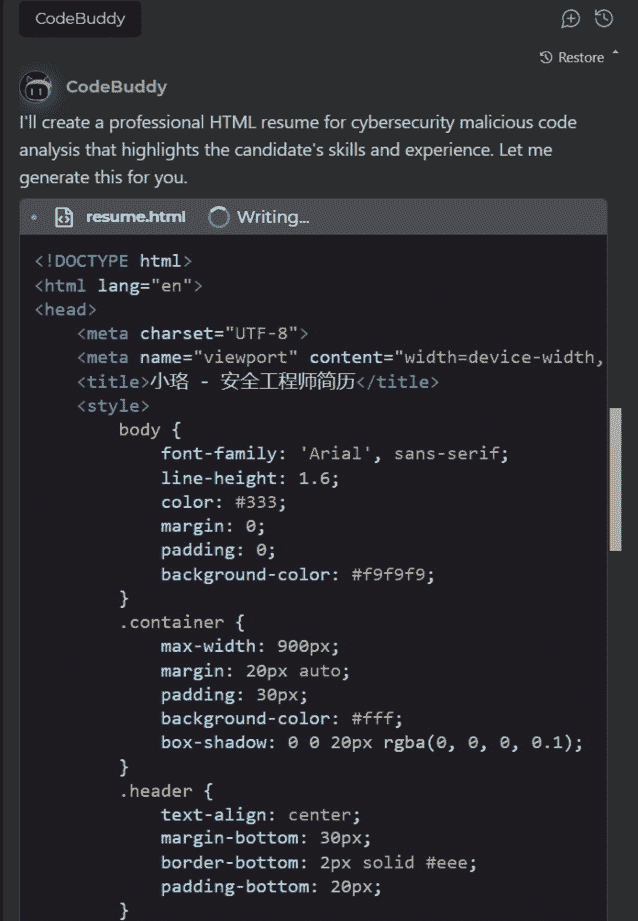 CodeBuddy
Restore
CodeBuddy
I'll create a professional HTML resume for cybersecurity malicious code
analysis that highlights the candidate's skills and experience. Let me
generate this for you.
resume.html Writing...
<!DOCTYPE html>
<html lang="en">
<head>
    <meta charset="UTF-8">
    <meta name="viewport" content="width=device-width,
    <title>小珞 - 安全工程师简历</title>
    <style>
        body {
            font-family: 'Arial', sans-serif;
            line-height: 1.6;
            color: #333;
            margin: 0;
            padding: 0;
            background-color: #f9f9f9;
        }
        .container {
            max-width: 900px;
            margin: 20px auto;
            padding: 30px;
            background-color: #fff;
            box-shadow: 0 0 20px rgba(0, 0, 0, 0.1);
        }
        .header {
            text-align: center;
            margin-bottom: 30px;
            border-bottom: 2px solid #eee;
            padding-bottom: 20px;
        }